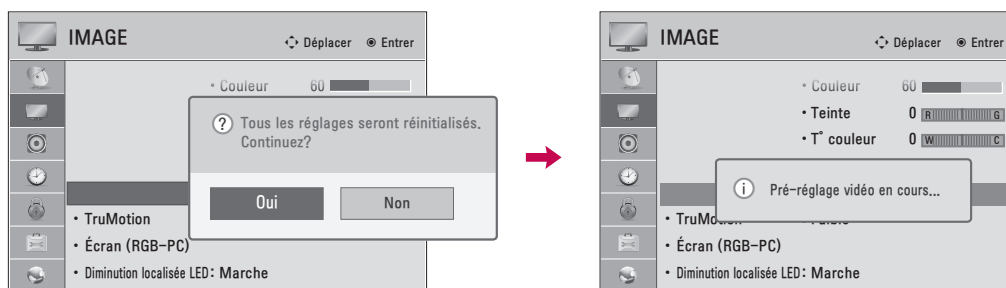 IMAGE
Déplacer
Entrer
• Couleur 60
? Tous les réglages seront réinitialisés.
Continuez?
Oui
Non
• TruMotion
• Écran (RGB-PC)
• Diminution localisée LED: Marche
IMAGE
Déplacer
Entrer
• Couleur 60
• Teinte 0 R G
• T° couleur 0 W C
i Pré-réglage vidéo en cours...
• TruMo
• Écran (RGB-PC)
• Diminution localisée LED: Marche